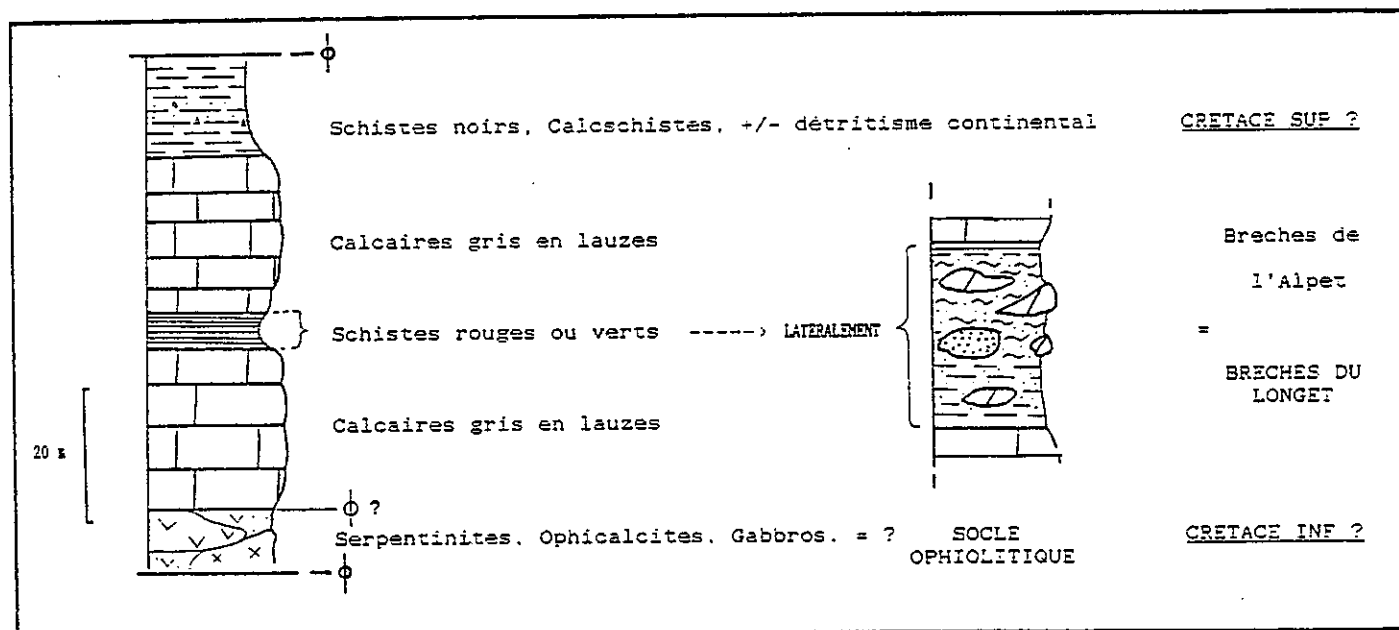 Schistes noirs, Calcschistes, +/- détritisme continental
CRETACE SUP ?
Calcaires gris en lauzes
Breches de
l'Alpet
Schistes rouges ou verts -----> LATERALEMENT
=
BRECHES DU
LONGET
Calcaires gris en lauzes
20 m
ϕ ?
Serpentinites. Ophicalcites, Gabbros. = ? SOCLE
OPHIOLITIQUE
CRETACE INF ?